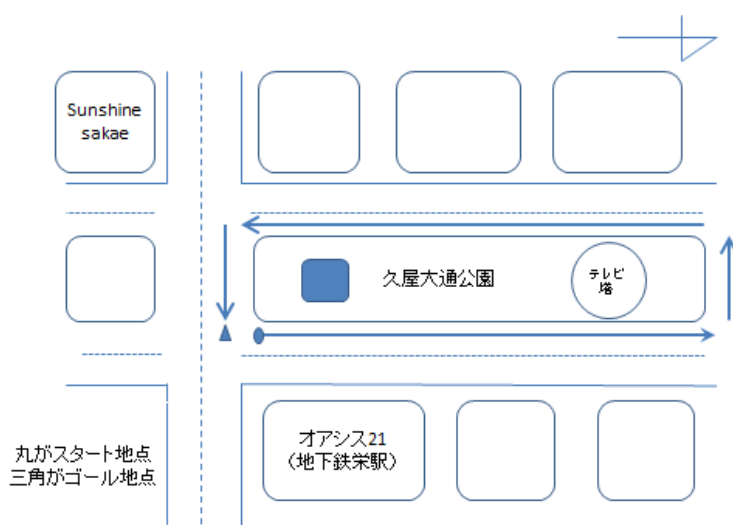 Sunshine
sakae
久屋大通公園
テレビ
塔
オアシス21
（地下鉄栄駅）
丸がスタート地点
三角がゴール地点